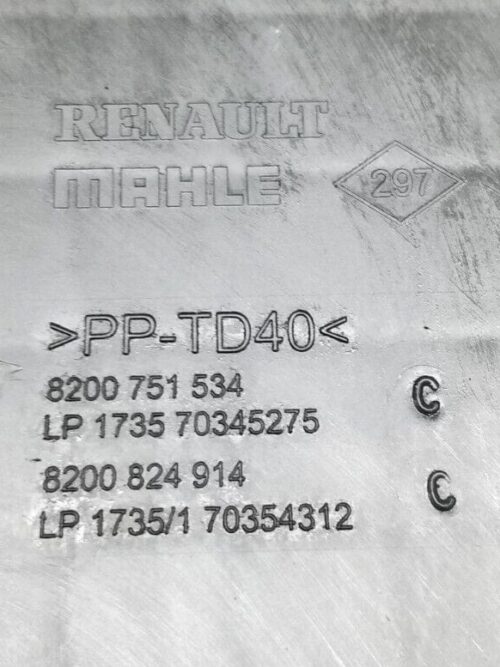 RENAULT
MAHLE 297
>PP-TD40<
8200 751 534 C
LP 1735 70345275
8200 824 914 C
LP 1735/1 70354312